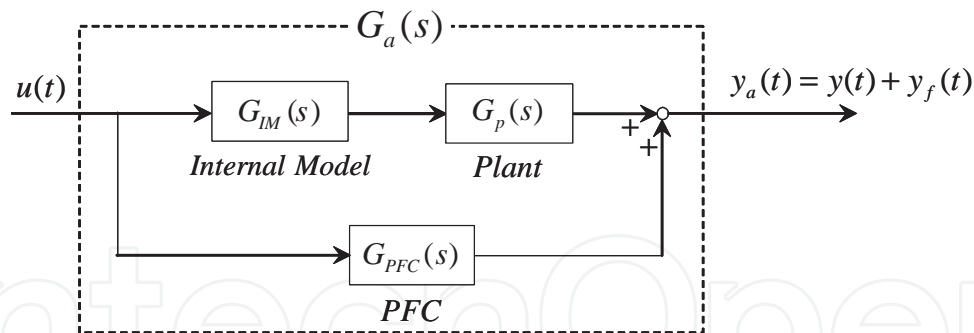 G_a(s)
u(t)
G_IM(s)
G_p(s)
y_a(t) = y(t) + y_f(t)
+
+
Internal Model
Plant
G_PFC(s)
PFC